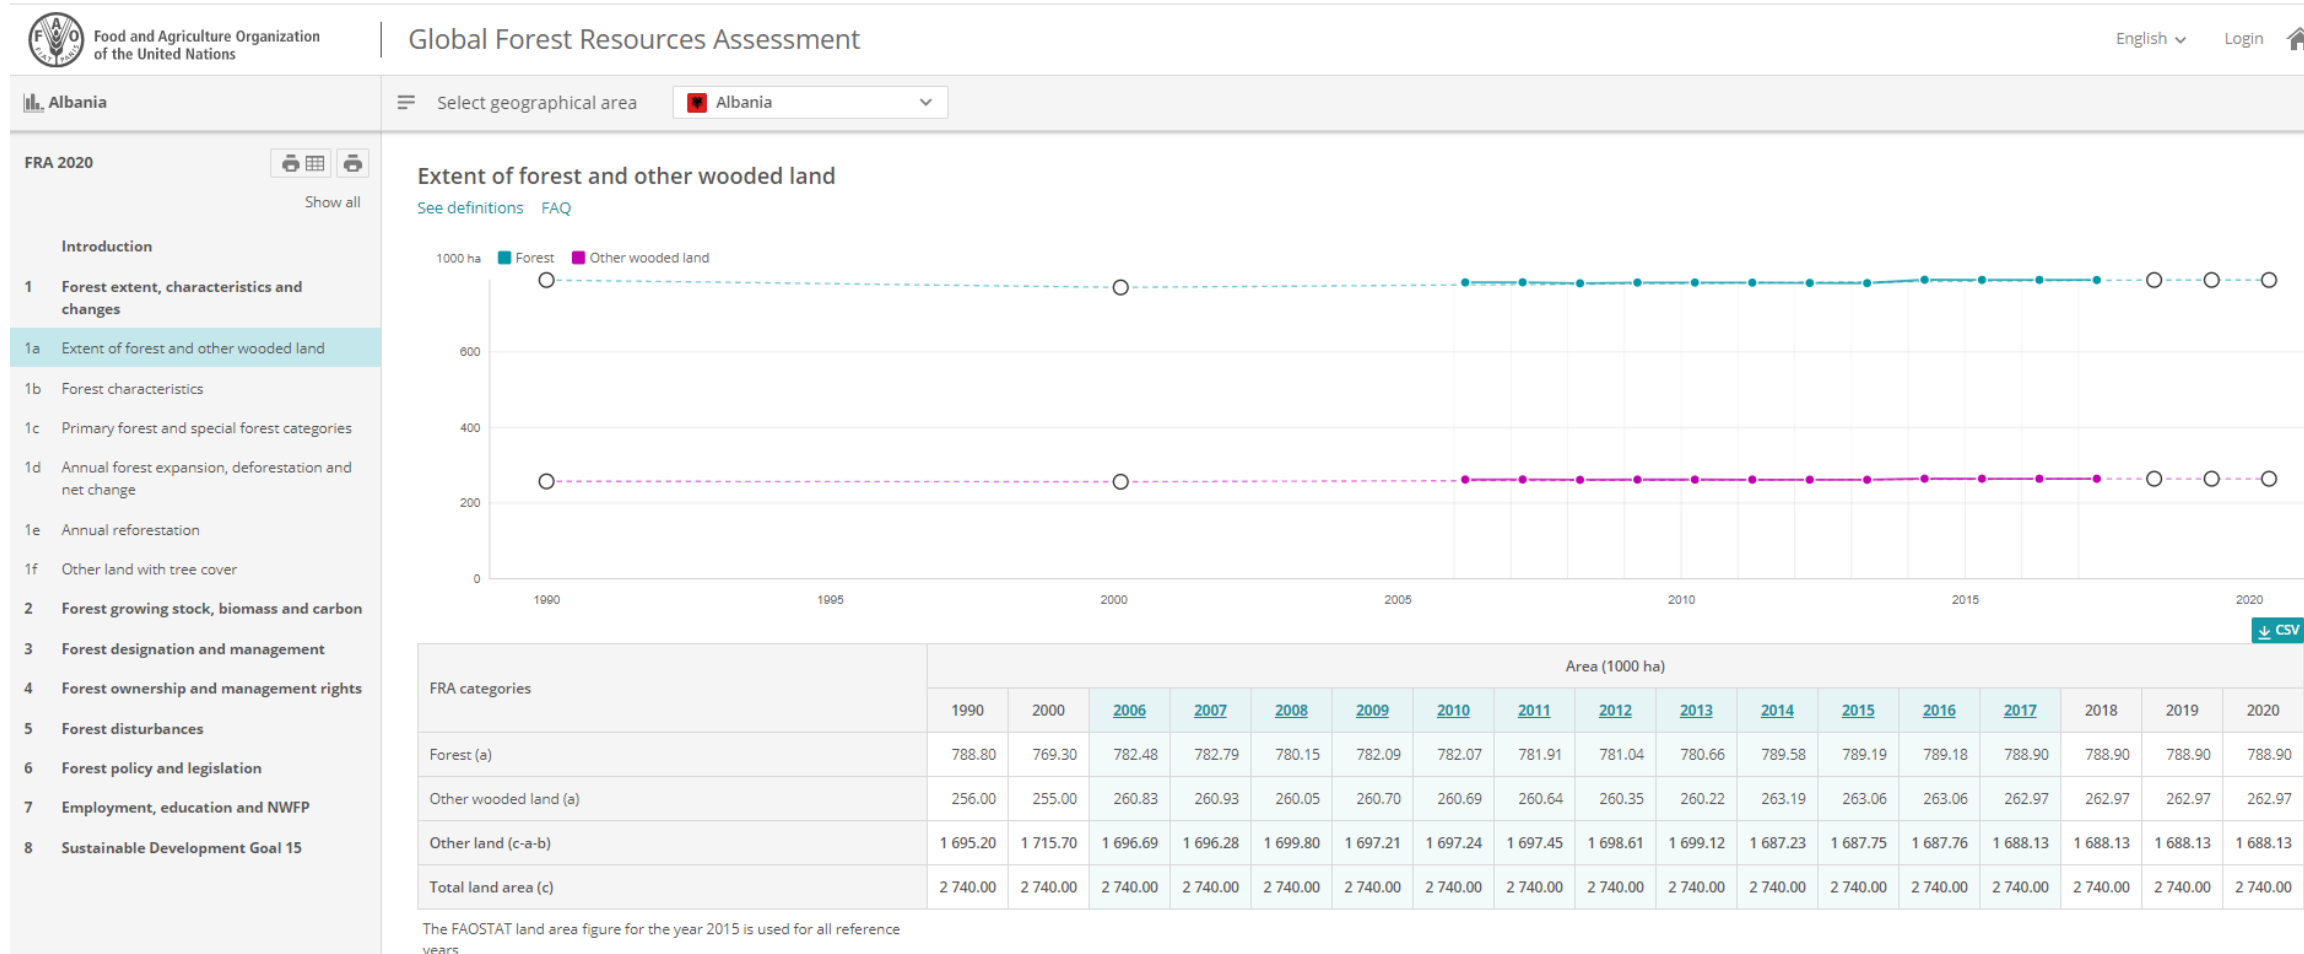 Food and Agriculture Organization
of the United Nations
Global Forest Resources Assessment
English
Login
Albania
Select geographical area
Albania
FRA 2020
Show all
Introduction
1 Forest extent, characteristics and
changes
1a Extent of forest and other wooded land
1b Forest characteristics
1c Primary forest and special forest categories
1d Annual forest expansion, deforestation and
net change
1e Annual reforestation
1f Other land with tree cover
2 Forest growing stock, biomass and carbon
3 Forest designation and management
4 Forest ownership and management rights
5 Forest disturbances
6 Forest policy and legislation
7 Employment, education and NWFP
8 Sustainable Development Goal 15
Extent of forest and other wooded land
See definitions FAQ
1000 ha Forest Other wooded land
600
400
200
0
1990 1995 2000 2005 2010 2015 2020
CSV
FRA categories
Area (1000 ha)
1990 2000 2006 2007 2008 2009 2010 2011 2012 2013 2014 2015 2016 2017 2018 2019 2020
Forest (a) 788.80 769.30 782.48 782.79 780.15 782.09 782.07 781.91 781.04 780.66 789.58 789.19 789.18 788.90 788.90 788.90 788.90
Other wooded land (a) 256.00 255.00 260.83 260.93 260.05 260.70 260.69 260.64 260.35 260.22 263.19 263.06 263.06 262.97 262.97 262.97 262.97
Other land (c-a-b) 1 695.20 1 715.70 1 696.69 1 696.28 1 699.80 1 697.21 1 697.24 1 697.45 1 698.61 1 699.12 1 687.23 1 687.75 1 687.76 1 688.13 1 688.13 1 688.13 1 688.13
Total land area (c) 2 740.00 2 740.00 2 740.00 2 740.00 2 740.00 2 740.00 2 740.00 2 740.00 2 740.00 2 740.00 2 740.00 2 740.00 2 740.00 2 740.00 2 740.00 2 740.00 2 740.00
The FAOSTAT land area figure for the year 2015 is used for all reference
years